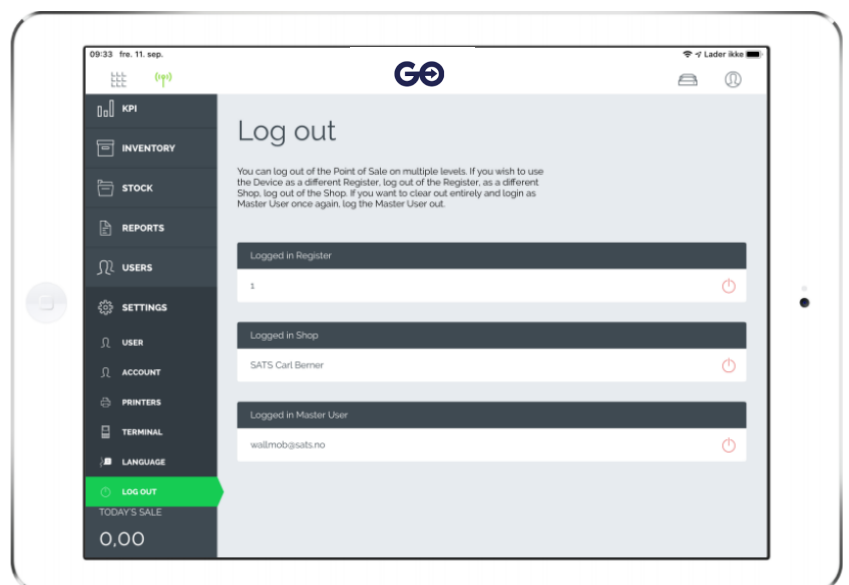 09:33 fre. 11. sep.
Lader ikke
GO
KPI
INVENTORY
STOCK
REPORTS
USERS
SETTINGS
USER
ACCOUNT
PRINTERS
TERMINAL
LANGUAGE
LOG OUT
TODAY'S SALE
0,00
Log out
You can log out of the Point of Sale on multiple levels. If you wish to use
the Device as a different Register, log out of the Register, as a different
Shop, log out of the Shop. If you want to clear out entirely and login as
Master User once again, log the Master User out.
Logged in Register
1
Logged in Shop
SATS Carl Berner
Logged in Master User
wallmob@sats.no